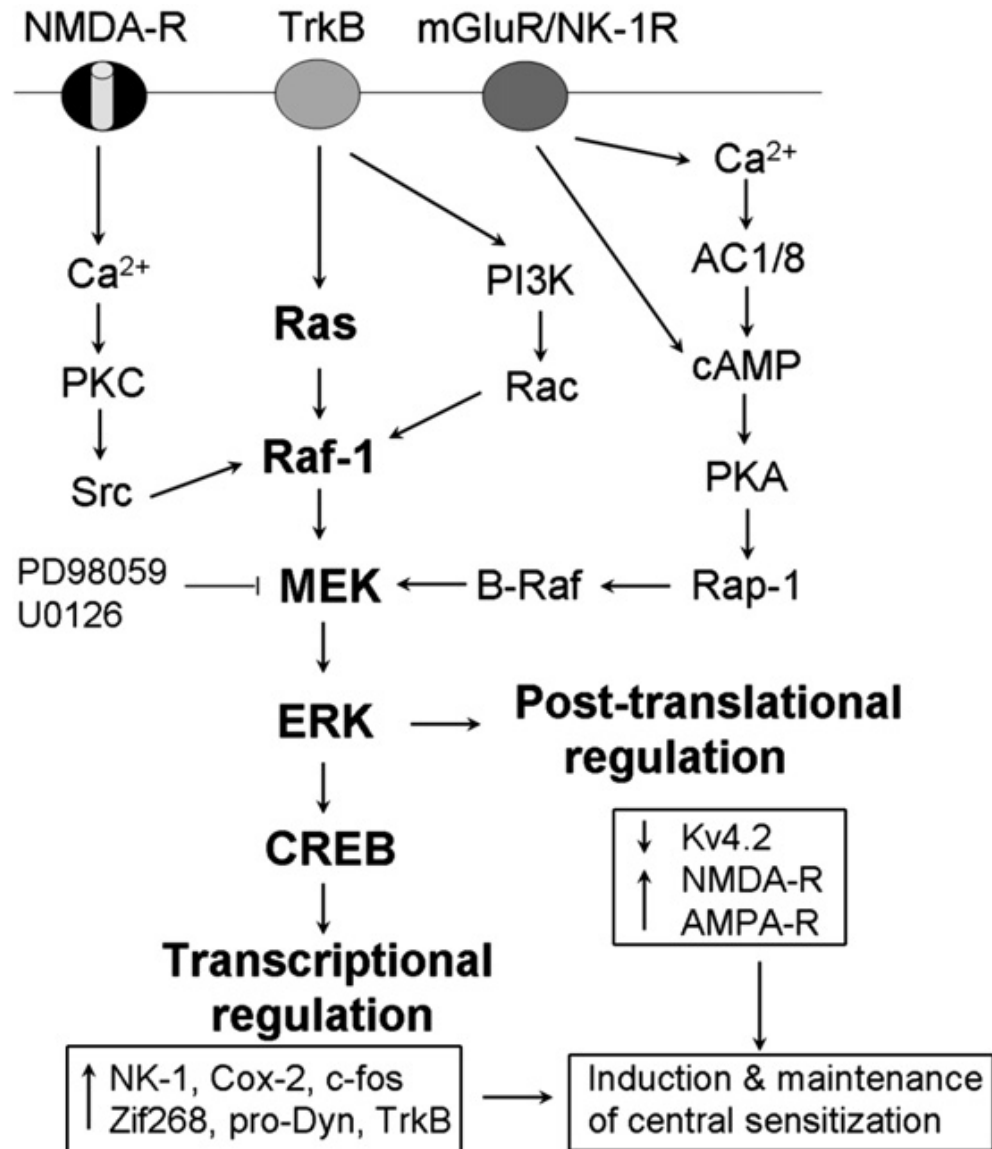 NMDA-R TrkB mGluR/NK-1R
Ca²⁺
AC1/8
Ca²⁺
PI3K
Ras
cAMP
PKC
Rac
Raf-1
PKA
Src
PD98059
U0126
MEK
B-Raf
Rap-1
ERK
Post-translational
regulation
CREB
Kv4.2
NMDA-R
AMPA-R
Transcriptional
regulation
NK-1, Cox-2, c-fos
Zif268, pro-Dyn, TrkB
Induction & maintenance
of central sensitization